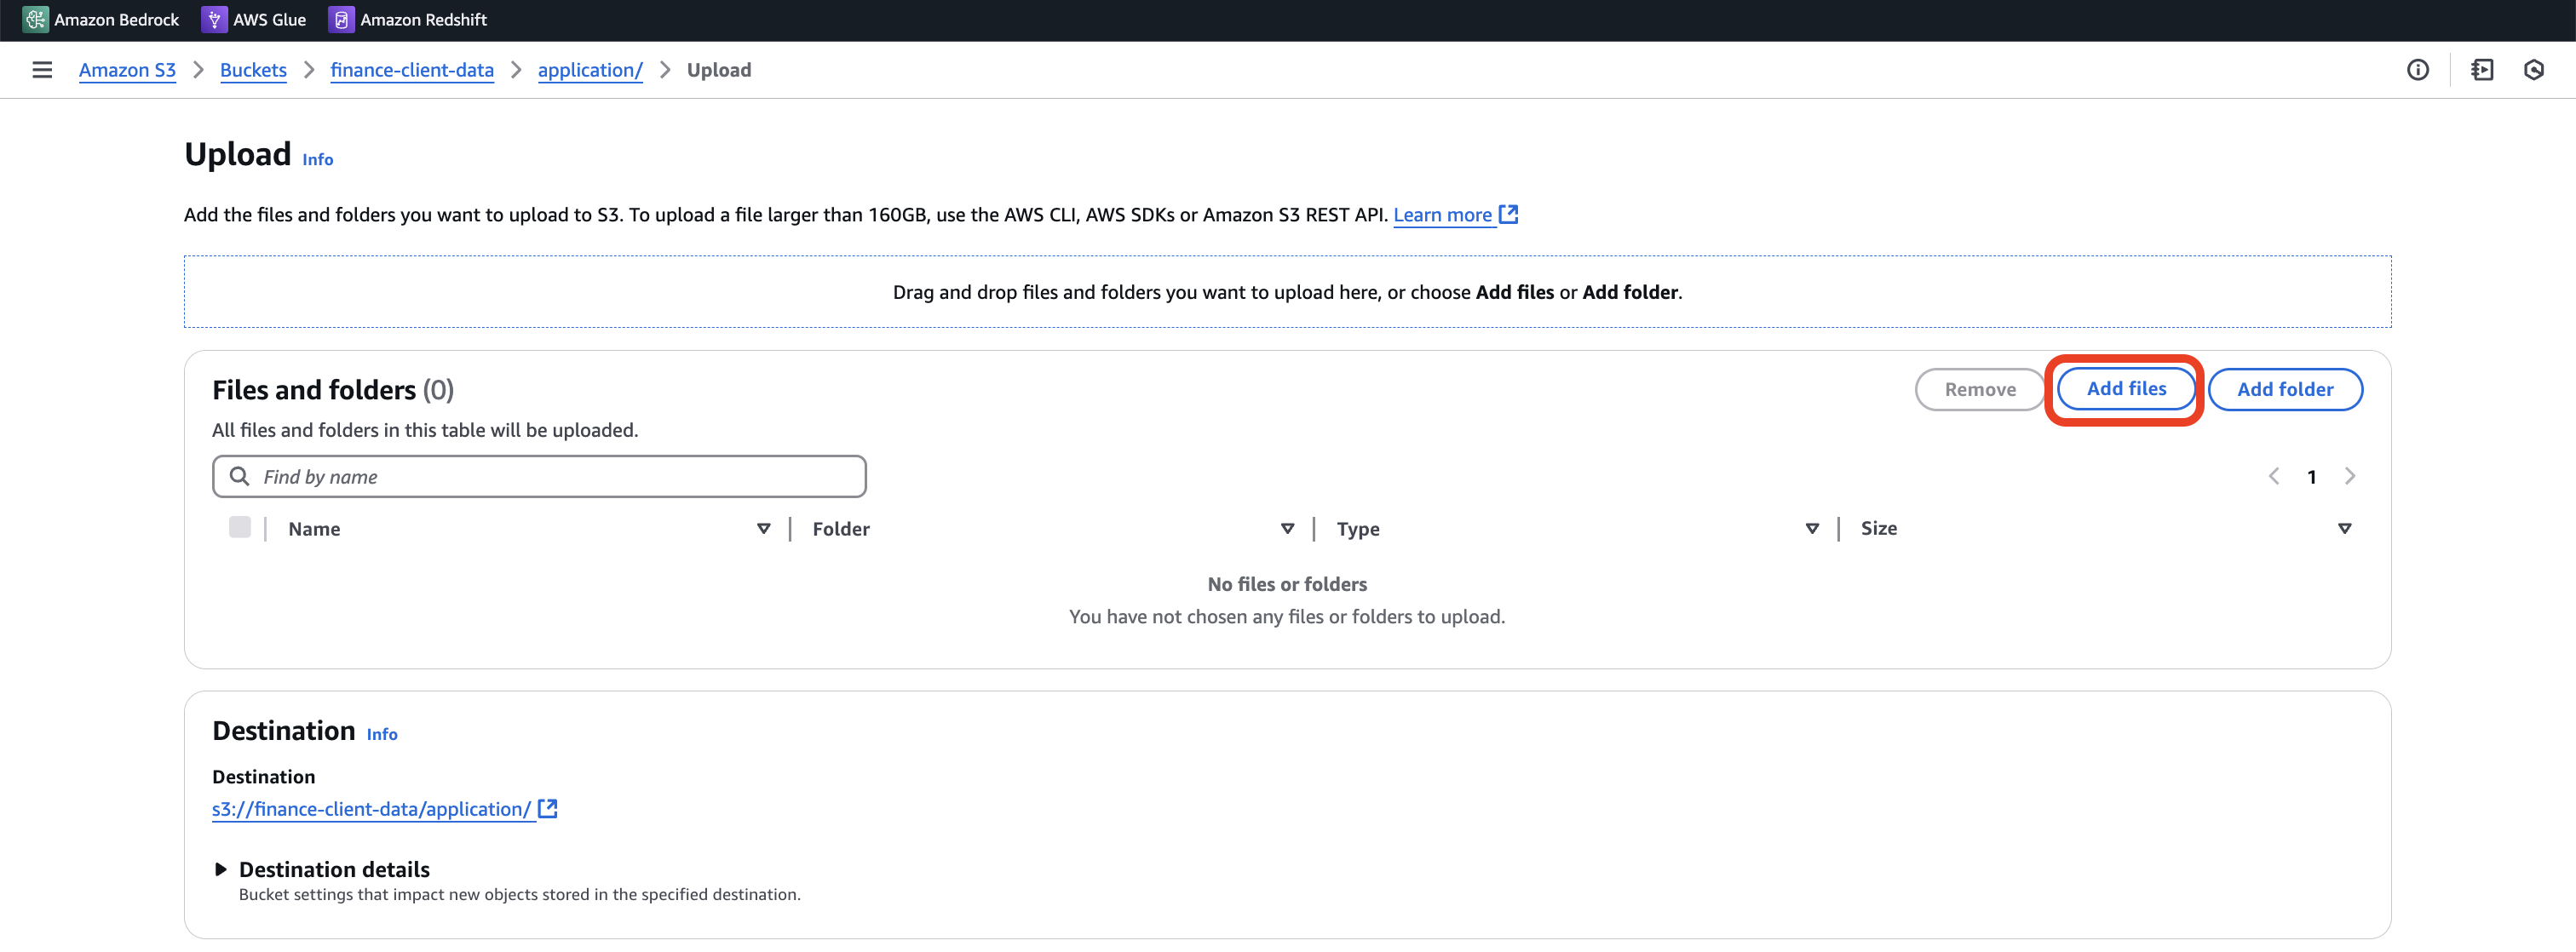 Amazon Bedrock AWS Glue Amazon Redshift
Amazon S3 Buckets finance-client-data application/ Upload
Upload Info
Add the files and folders you want to upload to S3. To upload a file larger than 160GB, use the AWS CLI, AWS SDKs or Amazon S3 REST API. Learn more
Drag and drop files and folders you want to upload here, or choose Add files or Add folder.
Files and folders (0) Remove Add files Add folder
All files and folders in this table will be uploaded.
Find by name 1
Name Folder Type Size
No files or folders
You have not chosen any files or folders to upload.
Destination Info
Destination
s3://finance-client-data/application/
Destination details
Bucket settings that impact new objects stored in the specified destination.